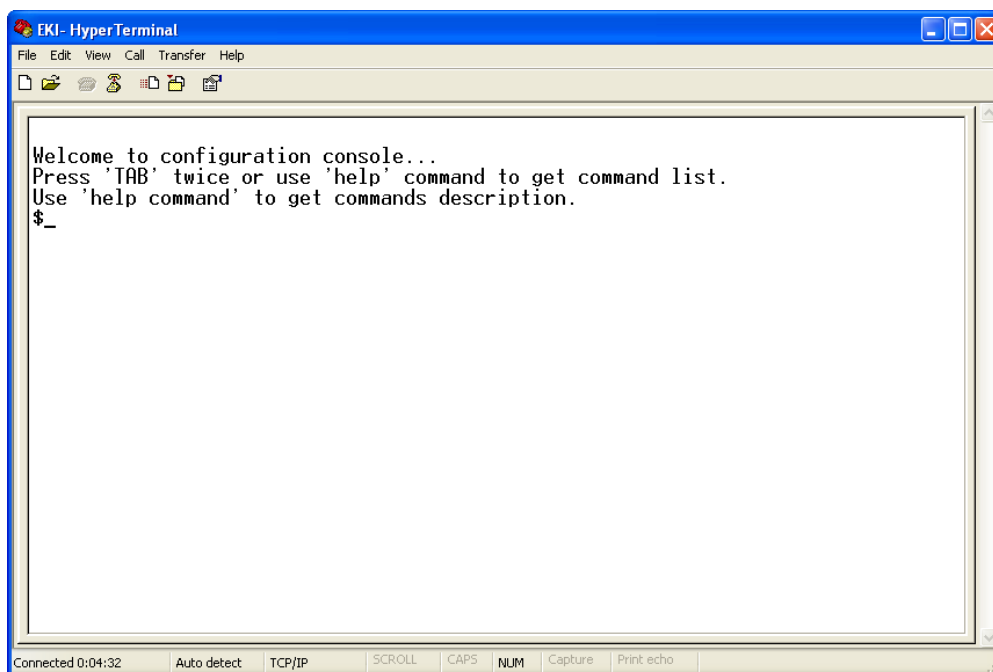 EKI- HyperTerminal
File Edit View Call Transfer Help
Welcome to configuration console...
Press 'TAB' twice or use 'help' command to get command list.
Use 'help command' to get commands description.
$_
Connected 0:04:32 Auto detect TCP/IP SCROLL CAPS NUM Capture Print echo